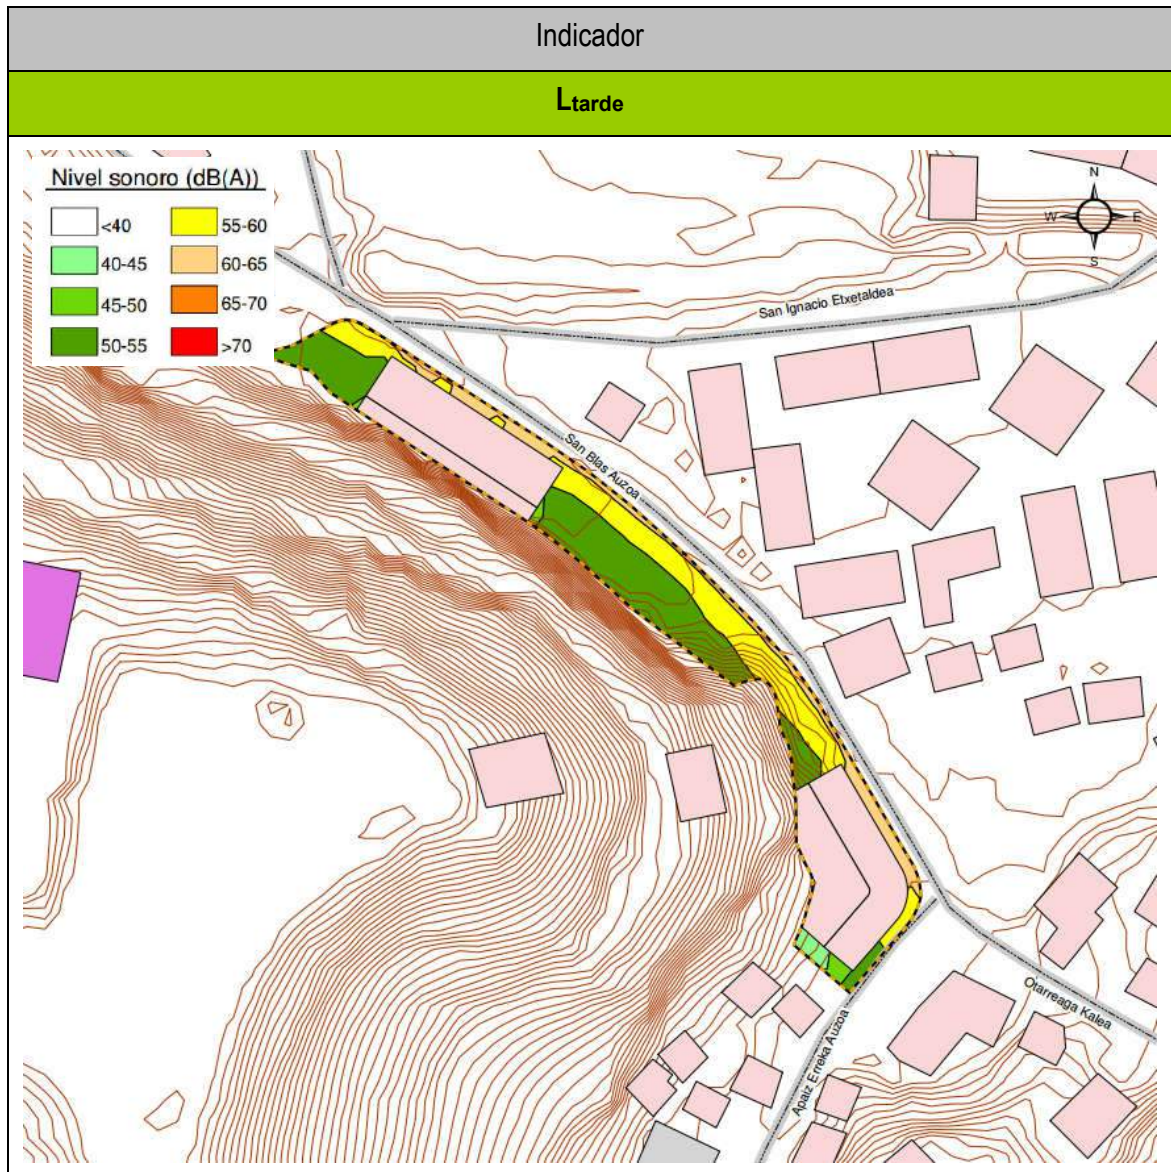 Indicador
Ltarde
Nivel sonoro (dB(A))
<40
55-60
40-45
60-65
45-50
65-70
50-55
>70
N
W
E
S
San Ignacio Etxetaldea
San Blas Auzoa
Otarreaga Kalea
Apaiz Erreka Auzoa